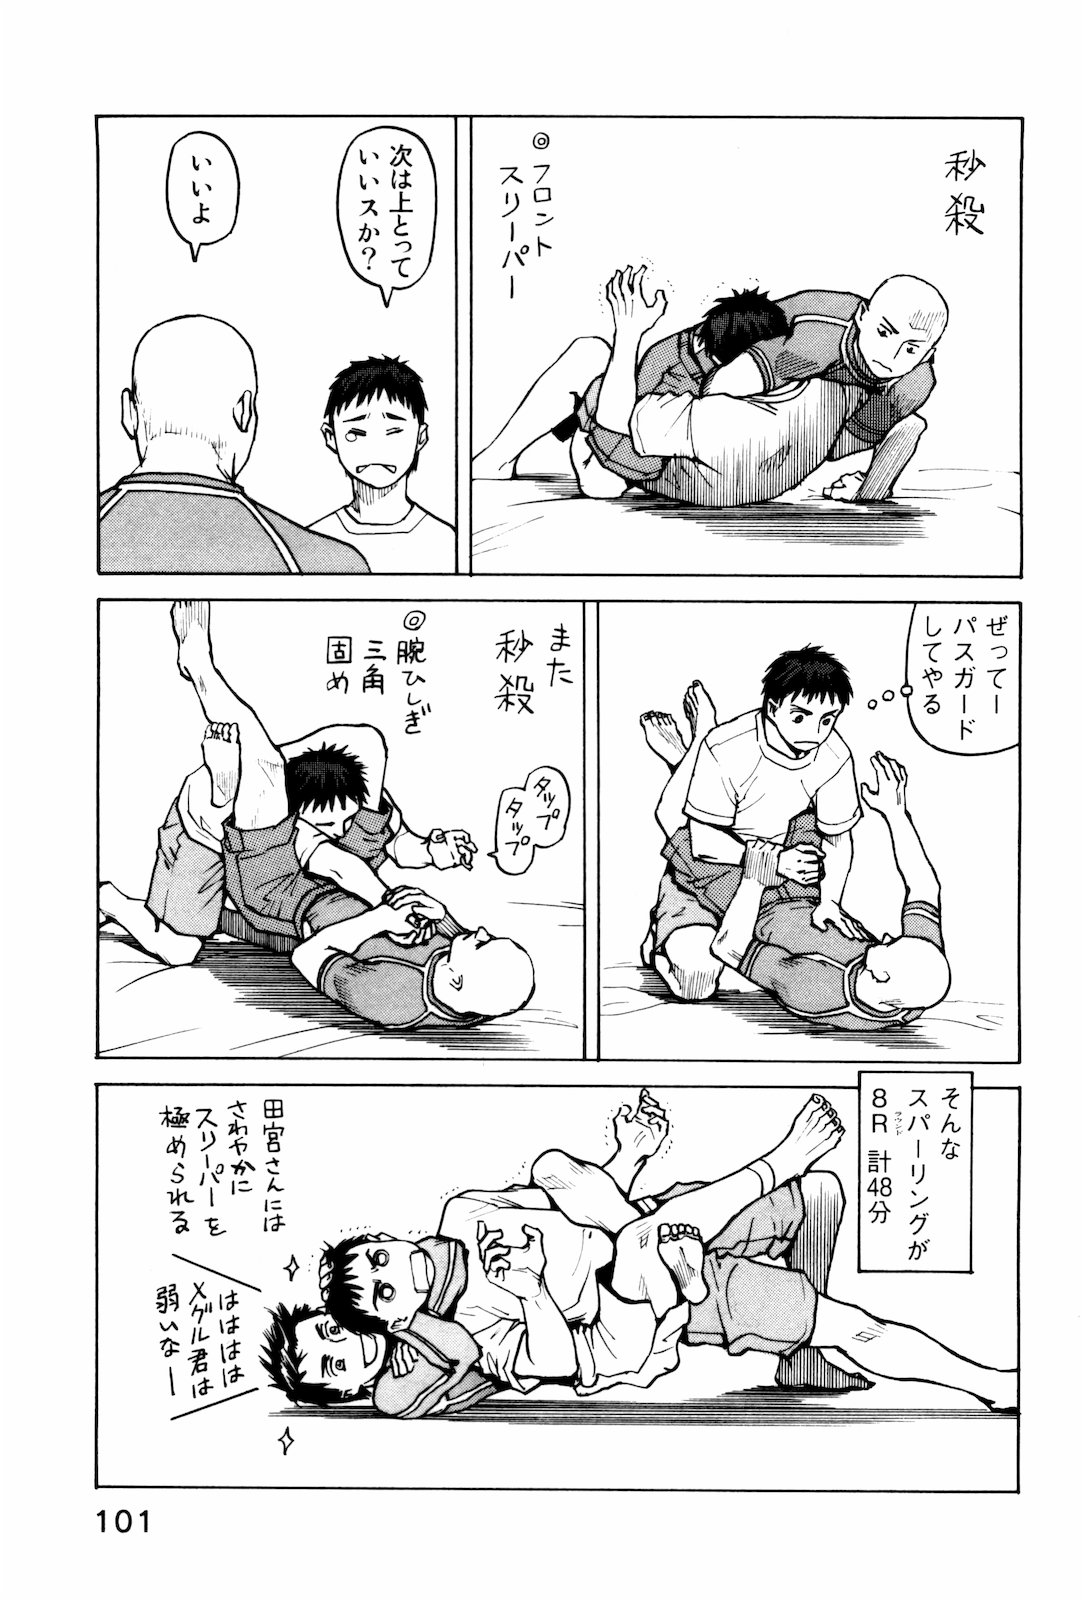 秒殺
◎フロント
スリーパー
次は上とって
いいスか?
いいよ
ぜってー
パスガード
してやる
また
秒殺
◎腕ひしぎ
三角
固め
タップ
タップ
そんな
スパーリングが
8R 計48分
ラウンド
田宮さんには
さわやかに
スリーパーを
極められる
はははは
メグル君は
弱いなー
101